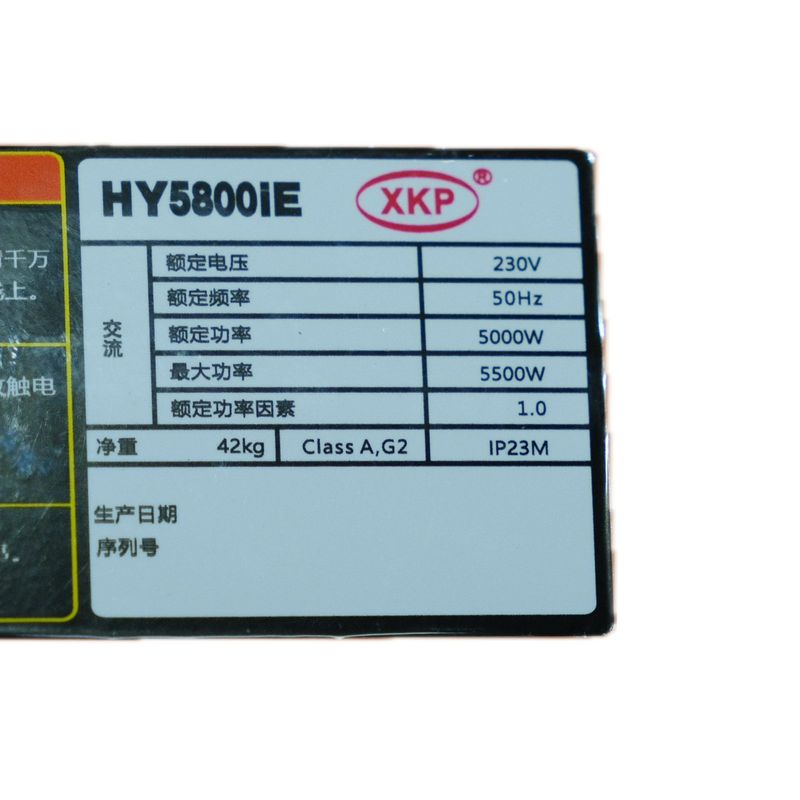 HY5800iE XKP®
交流
额定电压 230V
额定频率 50Hz
额定功率 5000W
最大功率 5500W
额定功率因素 1.0
净重 42kg Class A,G2 IP23M
生产日期
序列号
千万
上。
触电